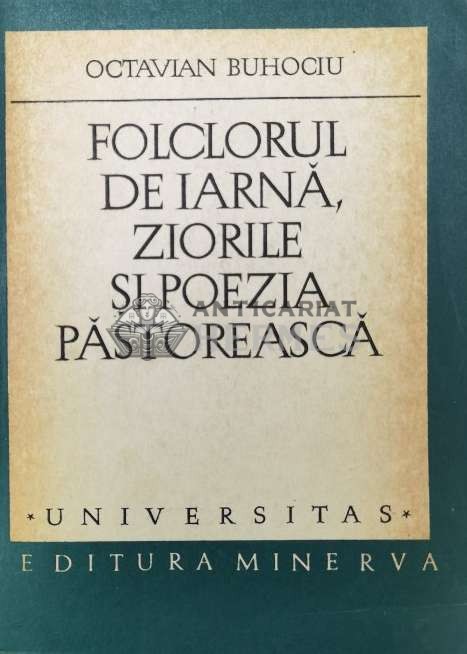 OCTAVIAN BUHOCIU
FOLCLORUL
DE IARNĂ,
ZIORILE
ȘI POEZIA
PĂSTOREASCĂ
ANTICARIAT
* UNIVERSITAS *
EDITURA MINERVA